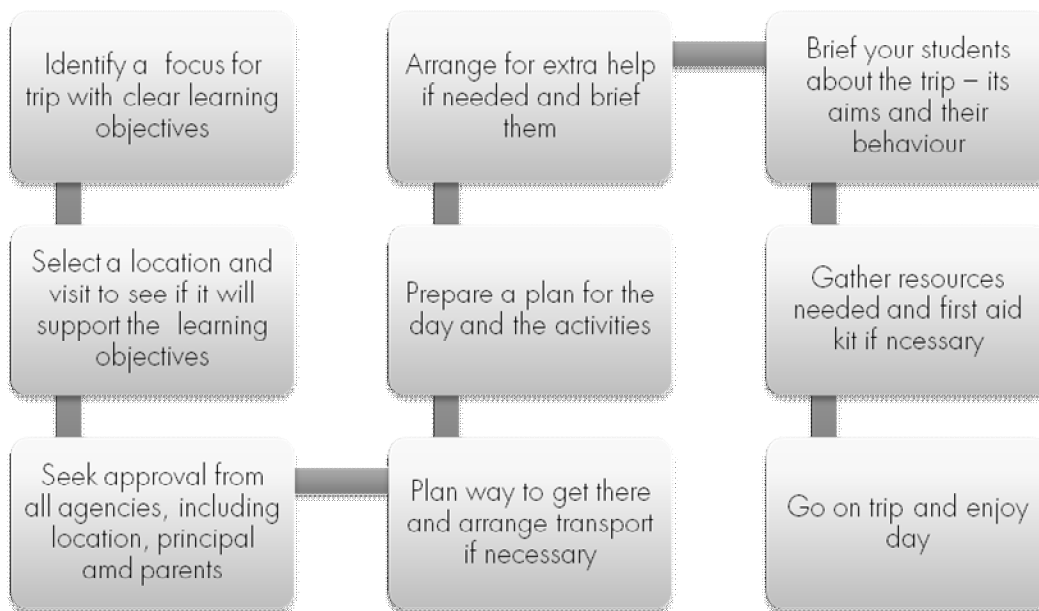 Identify a focus for
trip with clear learning
objectives
Select a location and
visit to see if it will
support the learning
objectives
Seek approval from
all agencies, including
location, principal
amd parents
Plan way to get there
and arrange transport
if necessary
Prepare a plan for the
day and the activities
Arrange for extra help
if needed and brief
them
Brief your students
about the trip – its
aims and their
behaviour
Gather resources
needed and first aid
kit if ncessary
Go on trip and enjoy
day